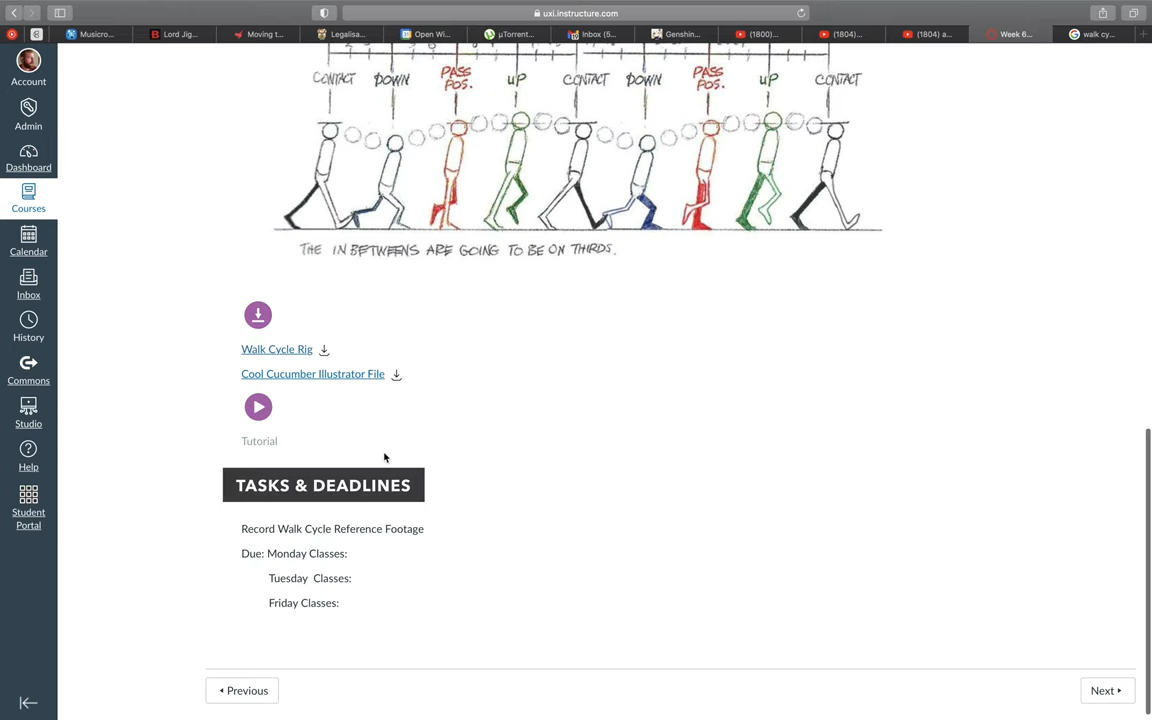 uxi.instructure.com
Musicro...
Lord Jig...
Moving t...
Legalisa...
Open Wi...
µTorrent...
Inbox (5...
Genshin...
(1800)...
(1804)...
(1804) a...
Week 6...
walk cy...
Account
Admin
Dashboard
Courses
Calendar
Inbox
History
Commons
Studio
Help
Student
Portal
CONTACT DOWN PASS POS. UP CONTACT DOWN PASS POS. UP CONTACT
THE INBETWEENS ARE GOING TO BE ON THIRDS.
Walk Cycle Rig
Cool Cucumber Illustrator File
Tutorial
TASKS & DEADLINES
Record Walk Cycle Reference Footage
Due: Monday Classes:
Tuesday Classes:
Friday Classes:
Previous
Next